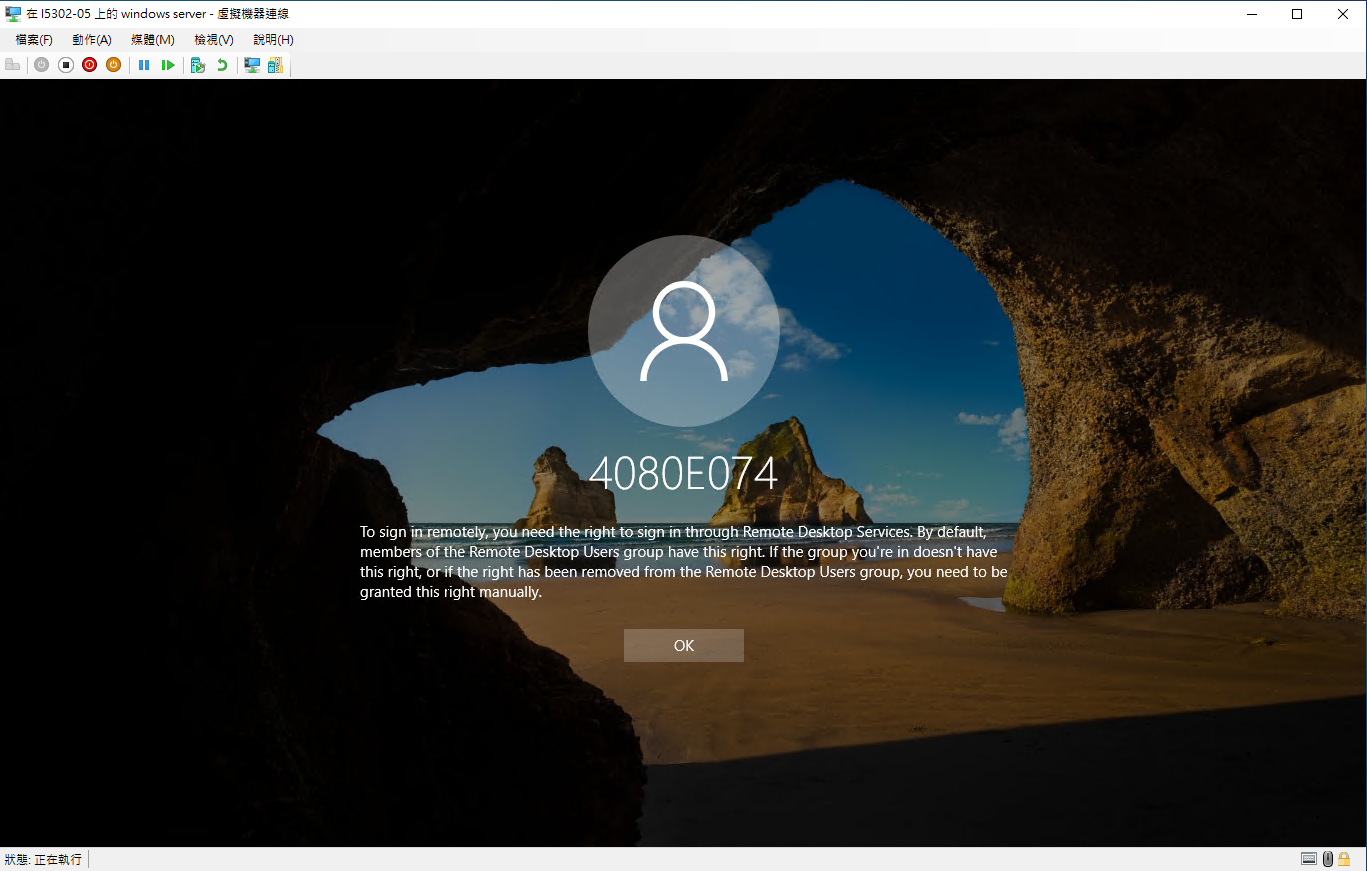 在 I5302-05 上的 windows server - 虛擬機器連線
檔案(F) 動作(A) 媒體(M) 檢視(V) 說明(H)
4080E074
To sign in remotely, you need the right to sign in through Remote Desktop Services. By default,
members of the Remote Desktop Users group have this right. If the group you're in doesn't have
this right, or if the right has been removed from the Remote Desktop Users group, you need to be
granted this right manually.
OK
狀態: 正在執行